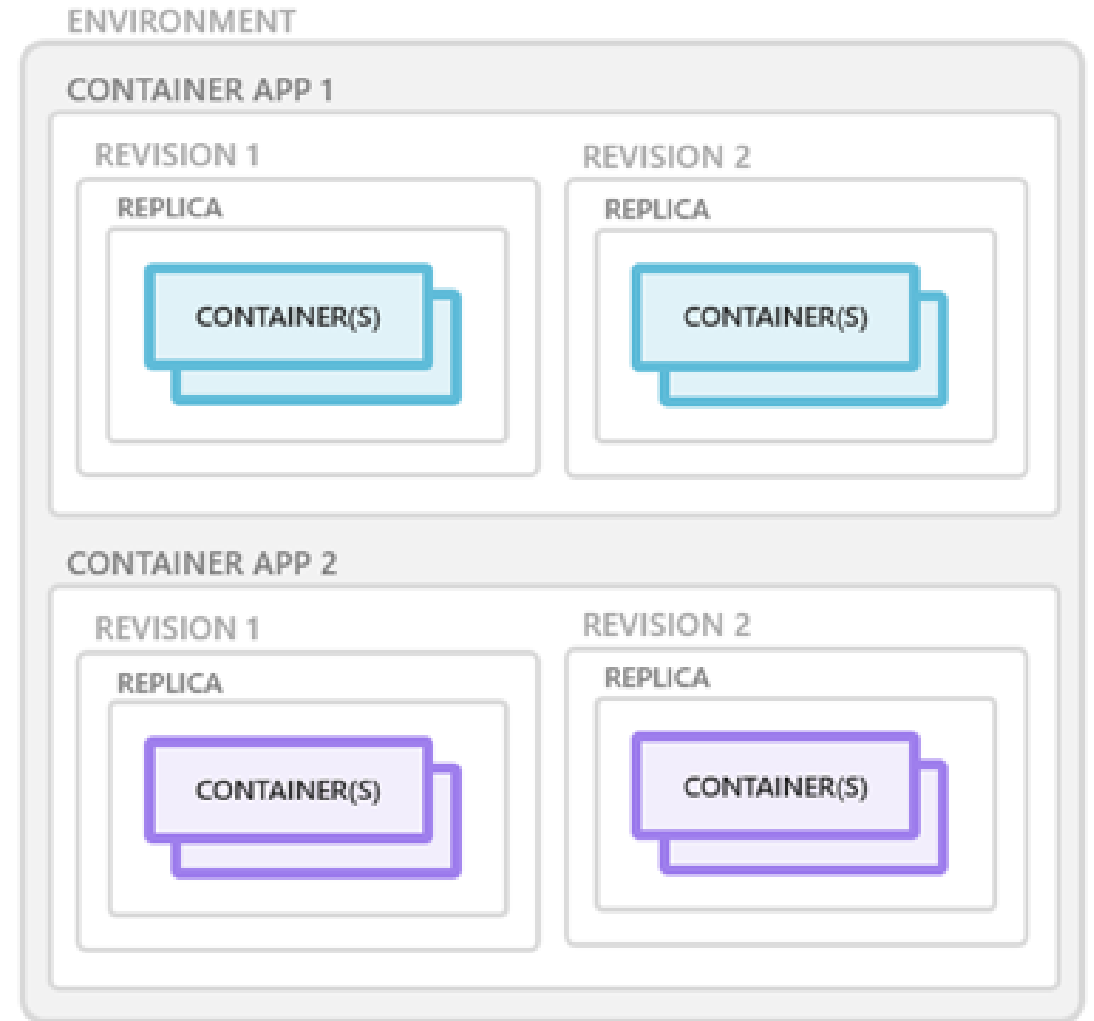 ENVIRONMENT
CONTAINER APP 1
REVISION 1
REPLICA
CONTAINER(S)
REVISION 2
REPLICA
CONTAINER(S)
CONTAINER APP 2
REVISION 1
REPLICA
CONTAINER(S)
REVISION 2
REPLICA
CONTAINER(S)